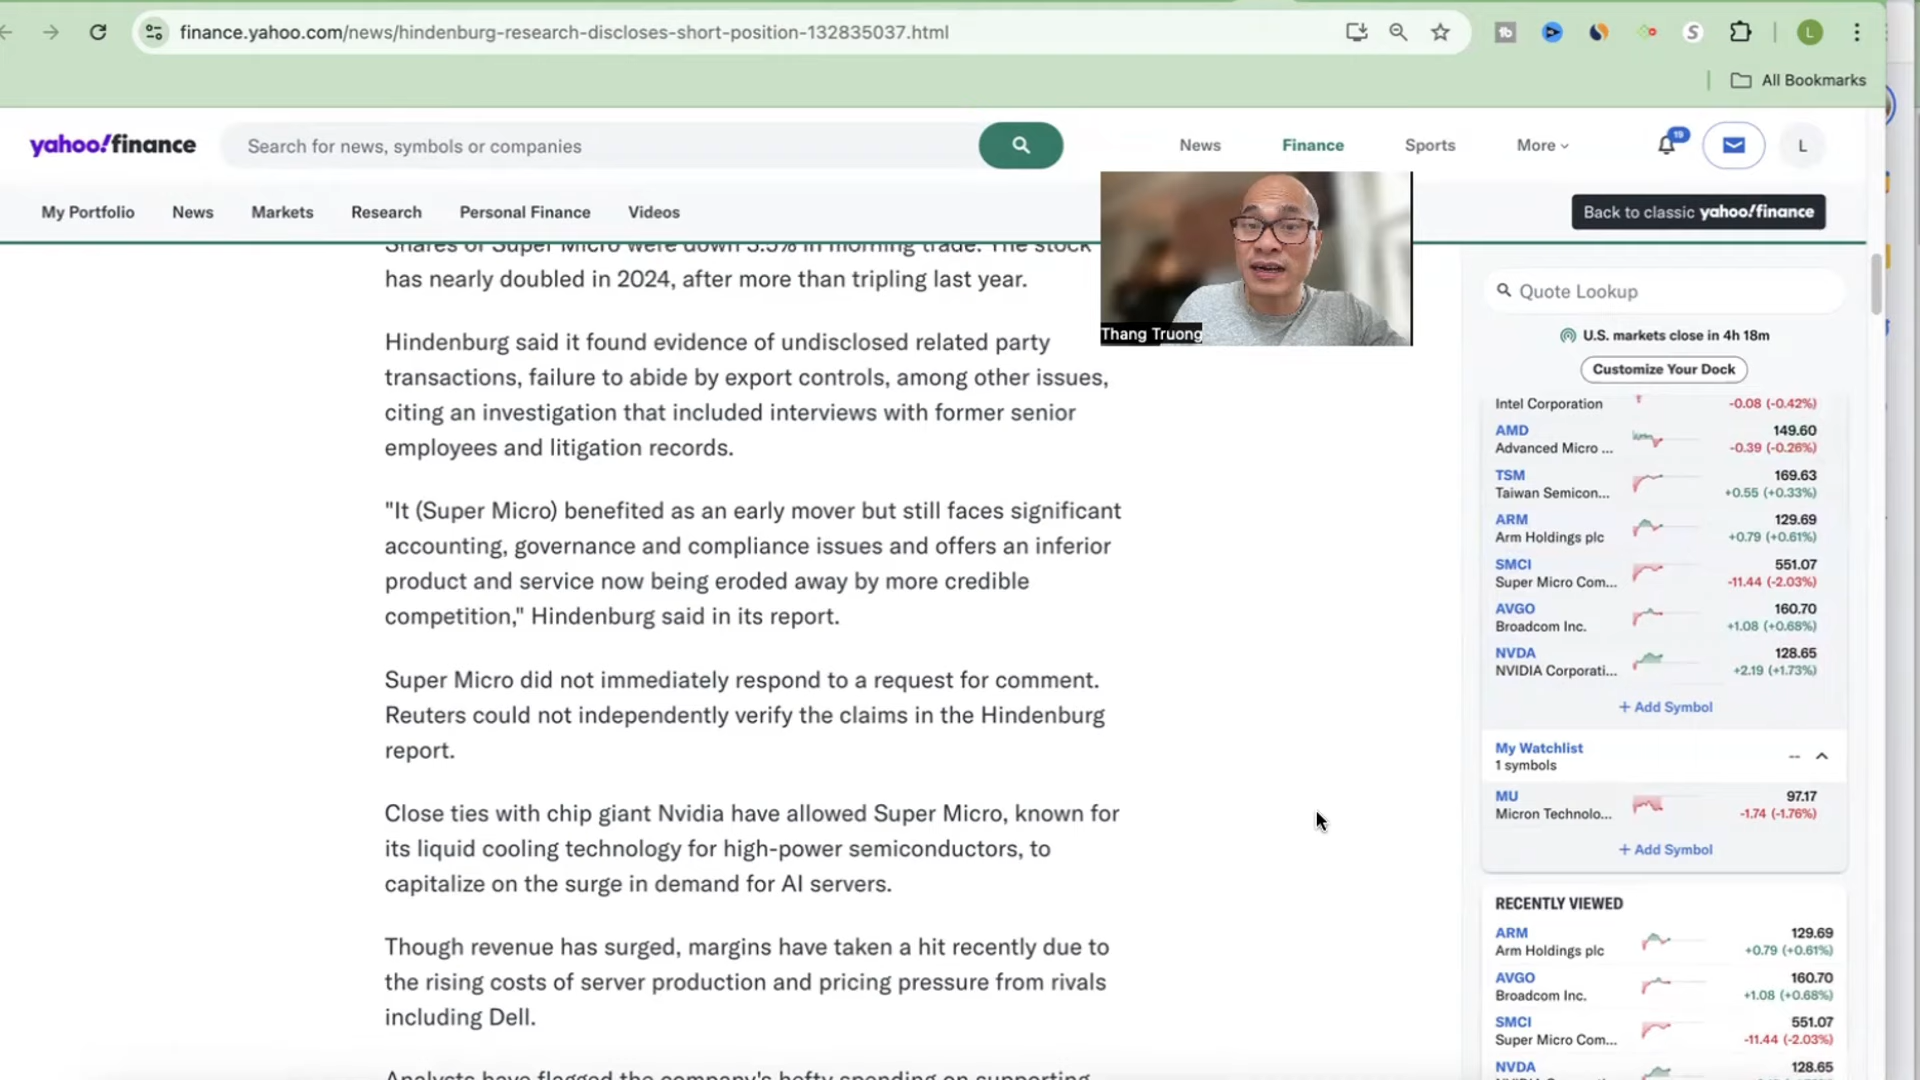 finance.yahoo.com/news/hindenburg-research-discloses-short-position-132835037.html
L
All Bookmarks
yahoo!finance
Search for news, symbols or companies
News
Finance
Sports
More
19
L
My Portfolio
News
Markets
Research
Personal Finance
Videos
Back to classic yahoo!finance
Shares of Super Micro were down 3.5% in morning trade. The stock
has nearly doubled in 2024, after more than tripling last year.
Hindenburg said it found evidence of undisclosed related party
transactions, failure to abide by export controls, among other issues,
citing an investigation that included interviews with former senior
employees and litigation records.
"It (Super Micro) benefited as an early mover but still faces significant
accounting, governance and compliance issues and offers an inferior
product and service now being eroded away by more credible
competition," Hindenburg said in its report.
Super Micro did not immediately respond to a request for comment.
Reuters could not independently verify the claims in the Hindenburg
report.
Close ties with chip giant Nvidia have allowed Super Micro, known for
its liquid cooling technology for high-power semiconductors, to
capitalize on the surge in demand for AI servers.
Though revenue has surged, margins have taken a hit recently due to
the rising costs of server production and pricing pressure from rivals
including Dell.
Analysts have flagged the company's hefty spending on supporting
Thang Truong
Quote Lookup
U.S. markets close in 4h 18m
Customize Your Dock
Intel Corporation -0.08 (-0.42%)
AMD 149.60
Advanced Micro ... -0.39 (-0.26%)
TSM 169.63
Taiwan Semicon... +0.55 (+0.33%)
ARM 129.69
Arm Holdings plc +0.79 (+0.61%)
SMCI 551.07
Super Micro Com... -11.44 (-2.03%)
AVGO 160.70
Broadcom Inc. +1.08 (+0.68%)
NVDA 128.65
NVIDIA Corporati... +2.19 (+1.73%)
+ Add Symbol
My Watchlist --
1 symbols
MU 97.17
Micron Technolo... -1.74 (-1.76%)
+ Add Symbol
RECENTLY VIEWED
ARM 129.69
Arm Holdings plc +0.79 (+0.61%)
AVGO 160.70
Broadcom Inc. +1.08 (+0.68%)
SMCI 551.07
Super Micro Com... -11.44 (-2.03%)
NVDA 128.65